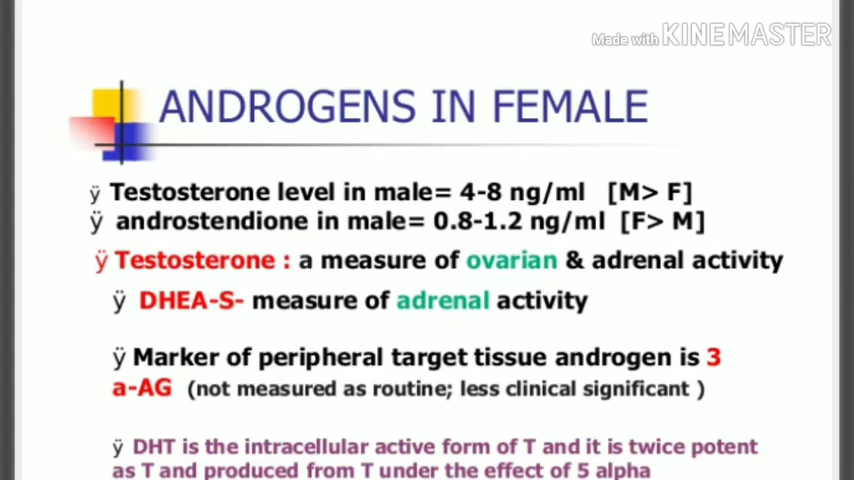 Made with KINEMASTER
ANDROGENS IN FEMALE
ÿ Testosterone level in male= 4-8 ng/ml [M> F]
ÿ androstendione in male= 0.8-1.2 ng/ml [F> M]
ÿ Testosterone : a measure of ovarian & adrenal activity
ÿ DHEA-S- measure of adrenal activity
ÿ Marker of peripheral target tissue androgen is 3
a-AG (not measured as routine; less clinical significant )
ÿ DHT is the intracellular active form of T and it is twice potent
as T and produced from T under the effect of 5 alpha